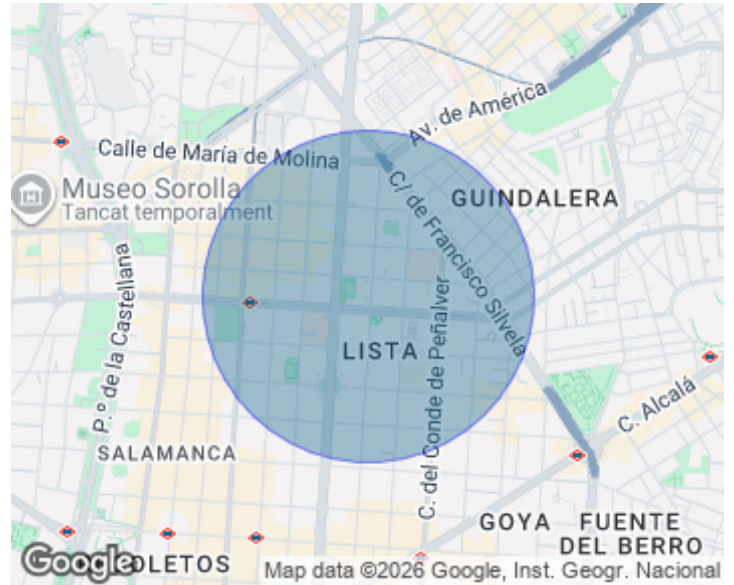 Av. de América
Calle de María de Molina
Museo Sorolla
Tancat temporalment
C/ de Francisco Silvela
GUINDALERA
P.º de la Castellana
LISTA
C. del Conde de Peñalver
C. Alcalá
SALAMANCA
GOYA
FUENTE
DEL BERRO
Google
Map data ©2026 Google, Inst. Geogr. Nacional